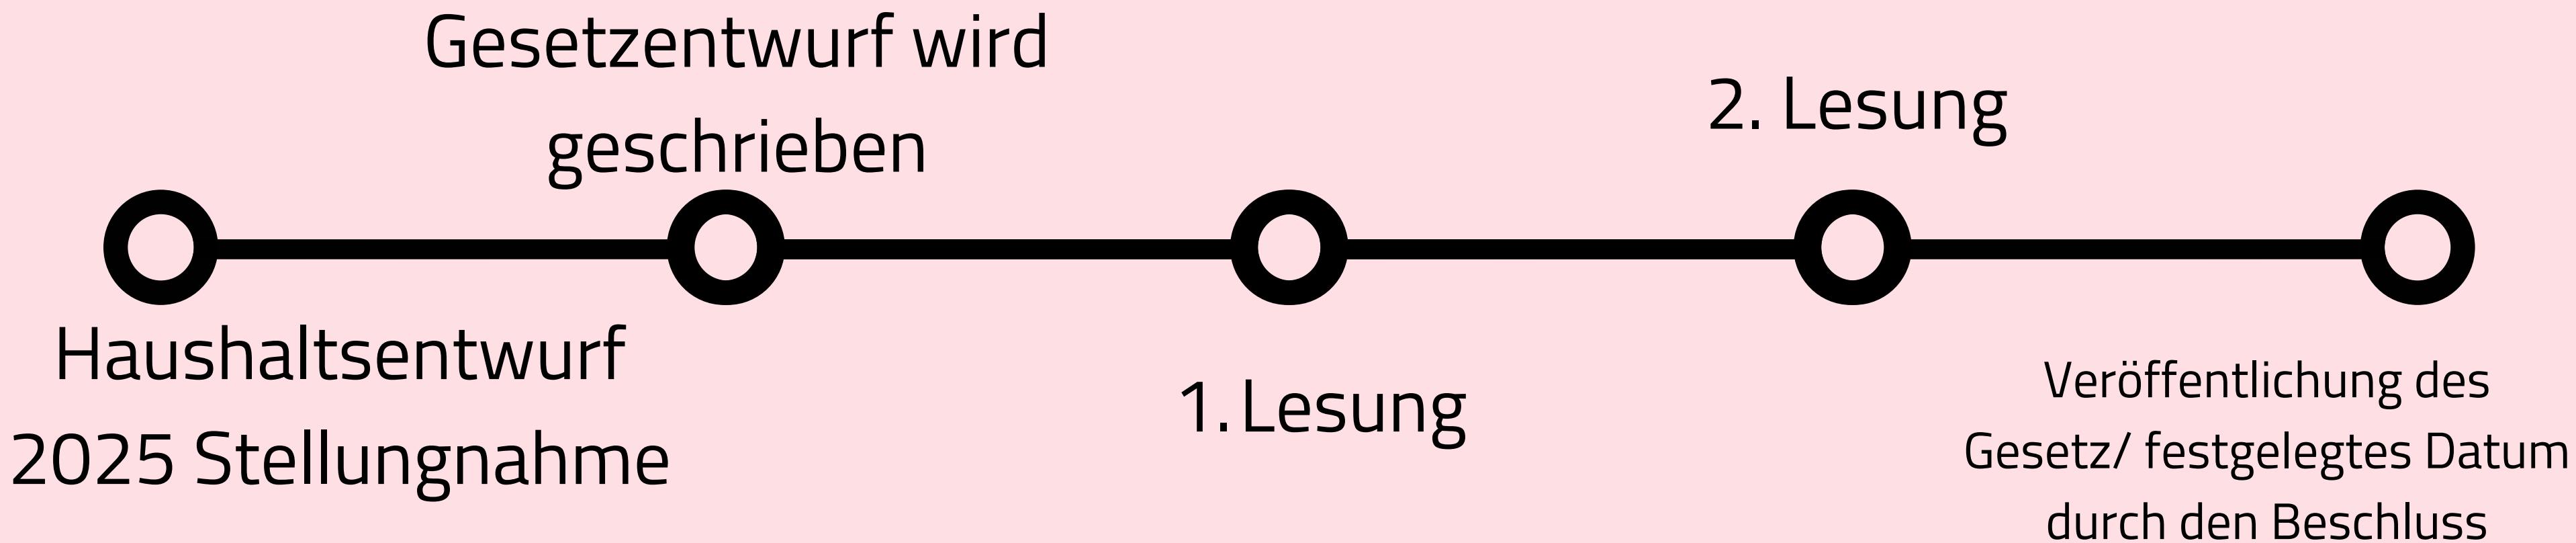 Haushaltsentwurf
2025 Stellungnahme
Gesetzentwurf wird
geschrieben
1. Lesung
2. Lesung
Veröffentlichung des
Gesetz/ festgelegtes Datum
durch den Beschluss